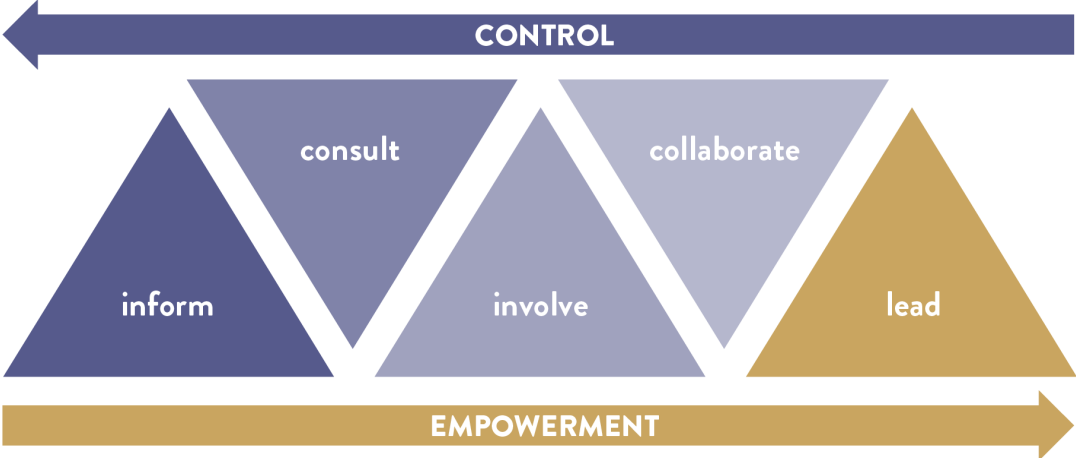 CONTROL
consult
collaborate
inform
involve
lead
EMPOWERMENT